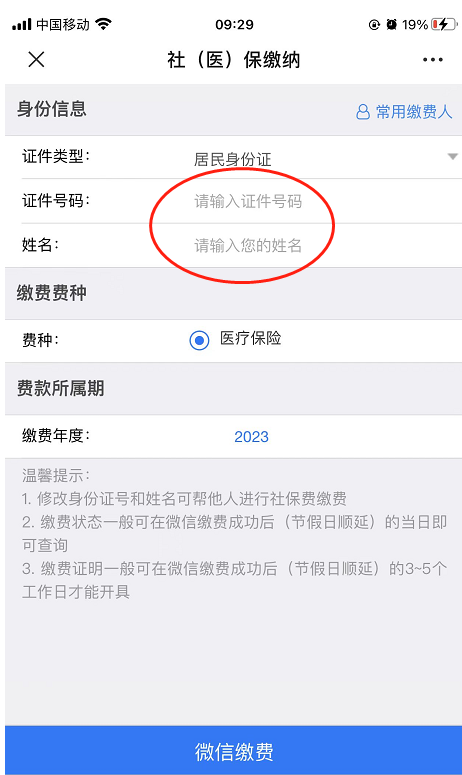 中国移动 09:29 19%
社（医）保缴纳
身份信息 常用缴费人
证件类型: 居民身份证
证件号码: 请输入证件号码
姓名: 请输入您的姓名
缴费费种
费种: 医疗保险
费款所属期
缴费年度: 2023
温馨提示:
1. 修改身份证号和姓名可帮他人进行社保费缴费
2. 缴费状态一般可在微信缴费成功后（节假日顺延）的当日即
可查询
3. 缴费证明一般可在微信缴费成功后（节假日顺延）的3~5个
工作日才能开具
微信缴费